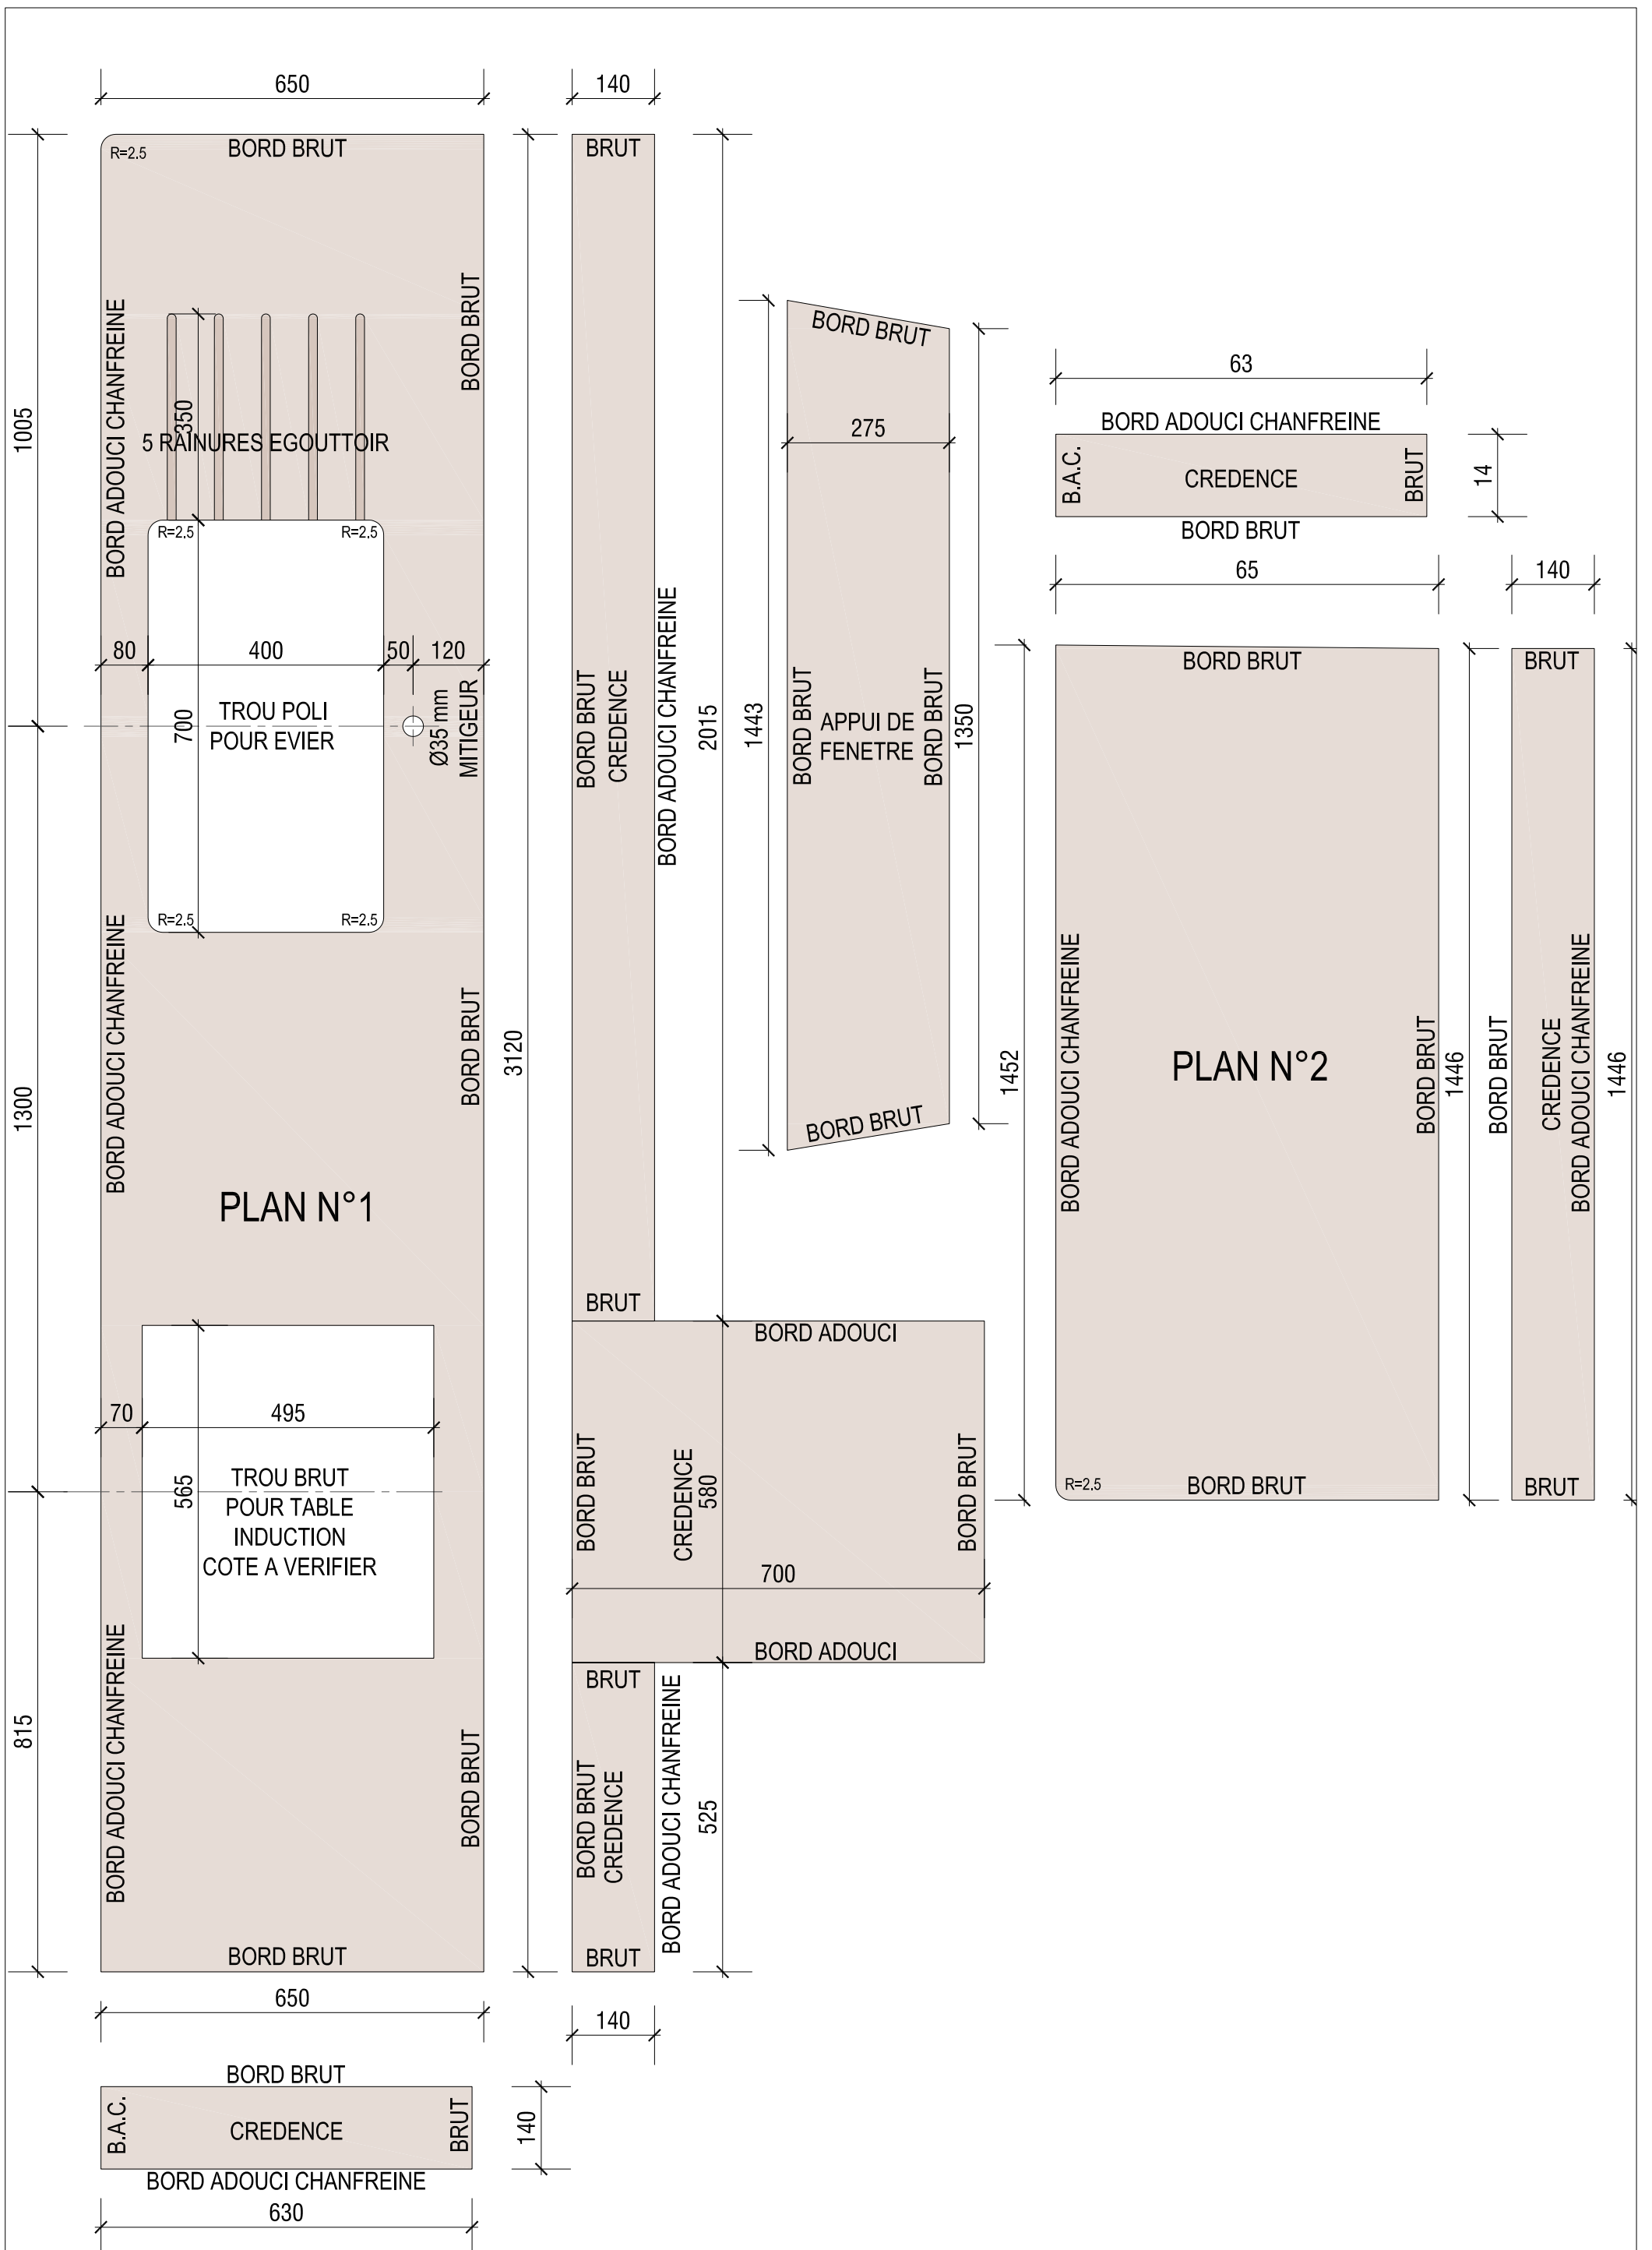 650
140
R=2.5
BORD BRUT
BRUT
1005
BORD ADOUCI CHANFREINE
BORD BRUT
350
5 RAINURES EGOUTTOIR
R=2.5
R=2.5
80
400
50
120
TROU POLI
POUR EVIER
700
Ø35 mm
MITIGEUR
R=2.5
R=2.5
1300
BORD ADOUCI CHANFREINE
BORD BRUT
3120
PLAN N°1
70
495
565
TROU BRUT
POUR TABLE
INDUCTION
COTE A VERIFIER
815
BORD ADOUCI CHANFREINE
BORD BRUT
BORD BRUT
650
BORD BRUT
B.A.C.
CREDENCE
BRUT
140
BORD ADOUCI CHANFREINE
630
BORD BRUT
CREDENCE
BORD ADOUCI CHANFREINE
2015
BRUT
BORD ADOUCI
BORD BRUT
CREDENCE
580
BORD BRUT
700
BORD ADOUCI
BRUT
BORD BRUT
CREDENCE
BORD ADOUCI CHANFREINE
525
BRUT
140
BORD BRUT
275
1443
BORD BRUT
APPUI DE
FENETRE
BORD BRUT
1350
BORD BRUT
63
BORD ADOUCI CHANFREINE
B.A.C.
CREDENCE
BRUT
14
BORD BRUT
65
140
BORD BRUT
BRUT
1452
BORD ADOUCI CHANFREINE
PLAN N°2
BORD BRUT
1446
BORD BRUT
CREDENCE
BORD ADOUCI CHANFREINE
1446
R=2.5
BORD BRUT
BRUT